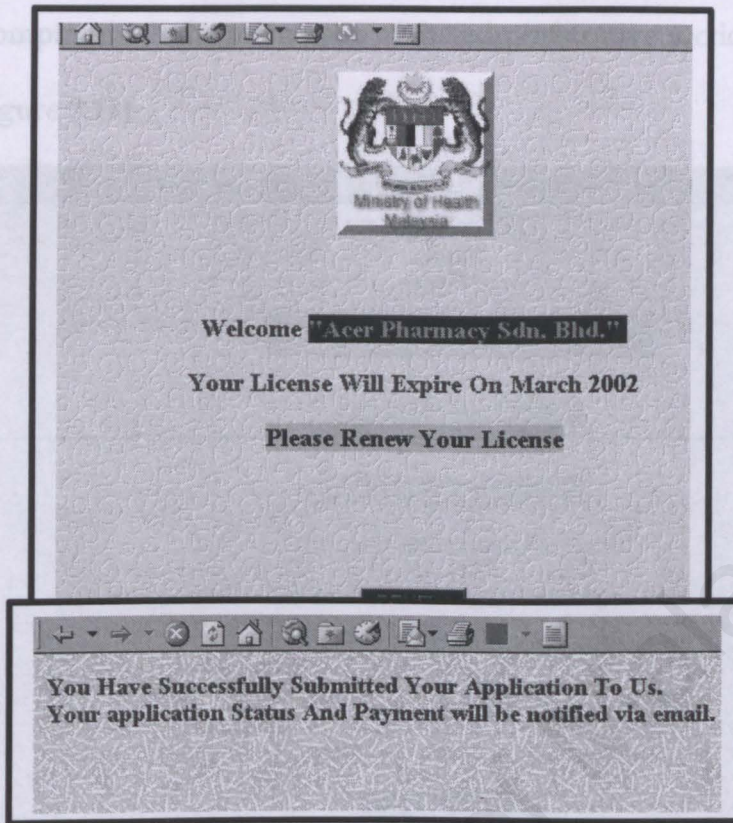 Ministry of Health
Malaysia
Welcome "Acer Pharmacy Sdn. Bhd."
Your License Will Expire On March 2002
Please Renew Your License
You Have Successfully Submitted Your Application To Us.
Your application Status And Payment will be notified via email.